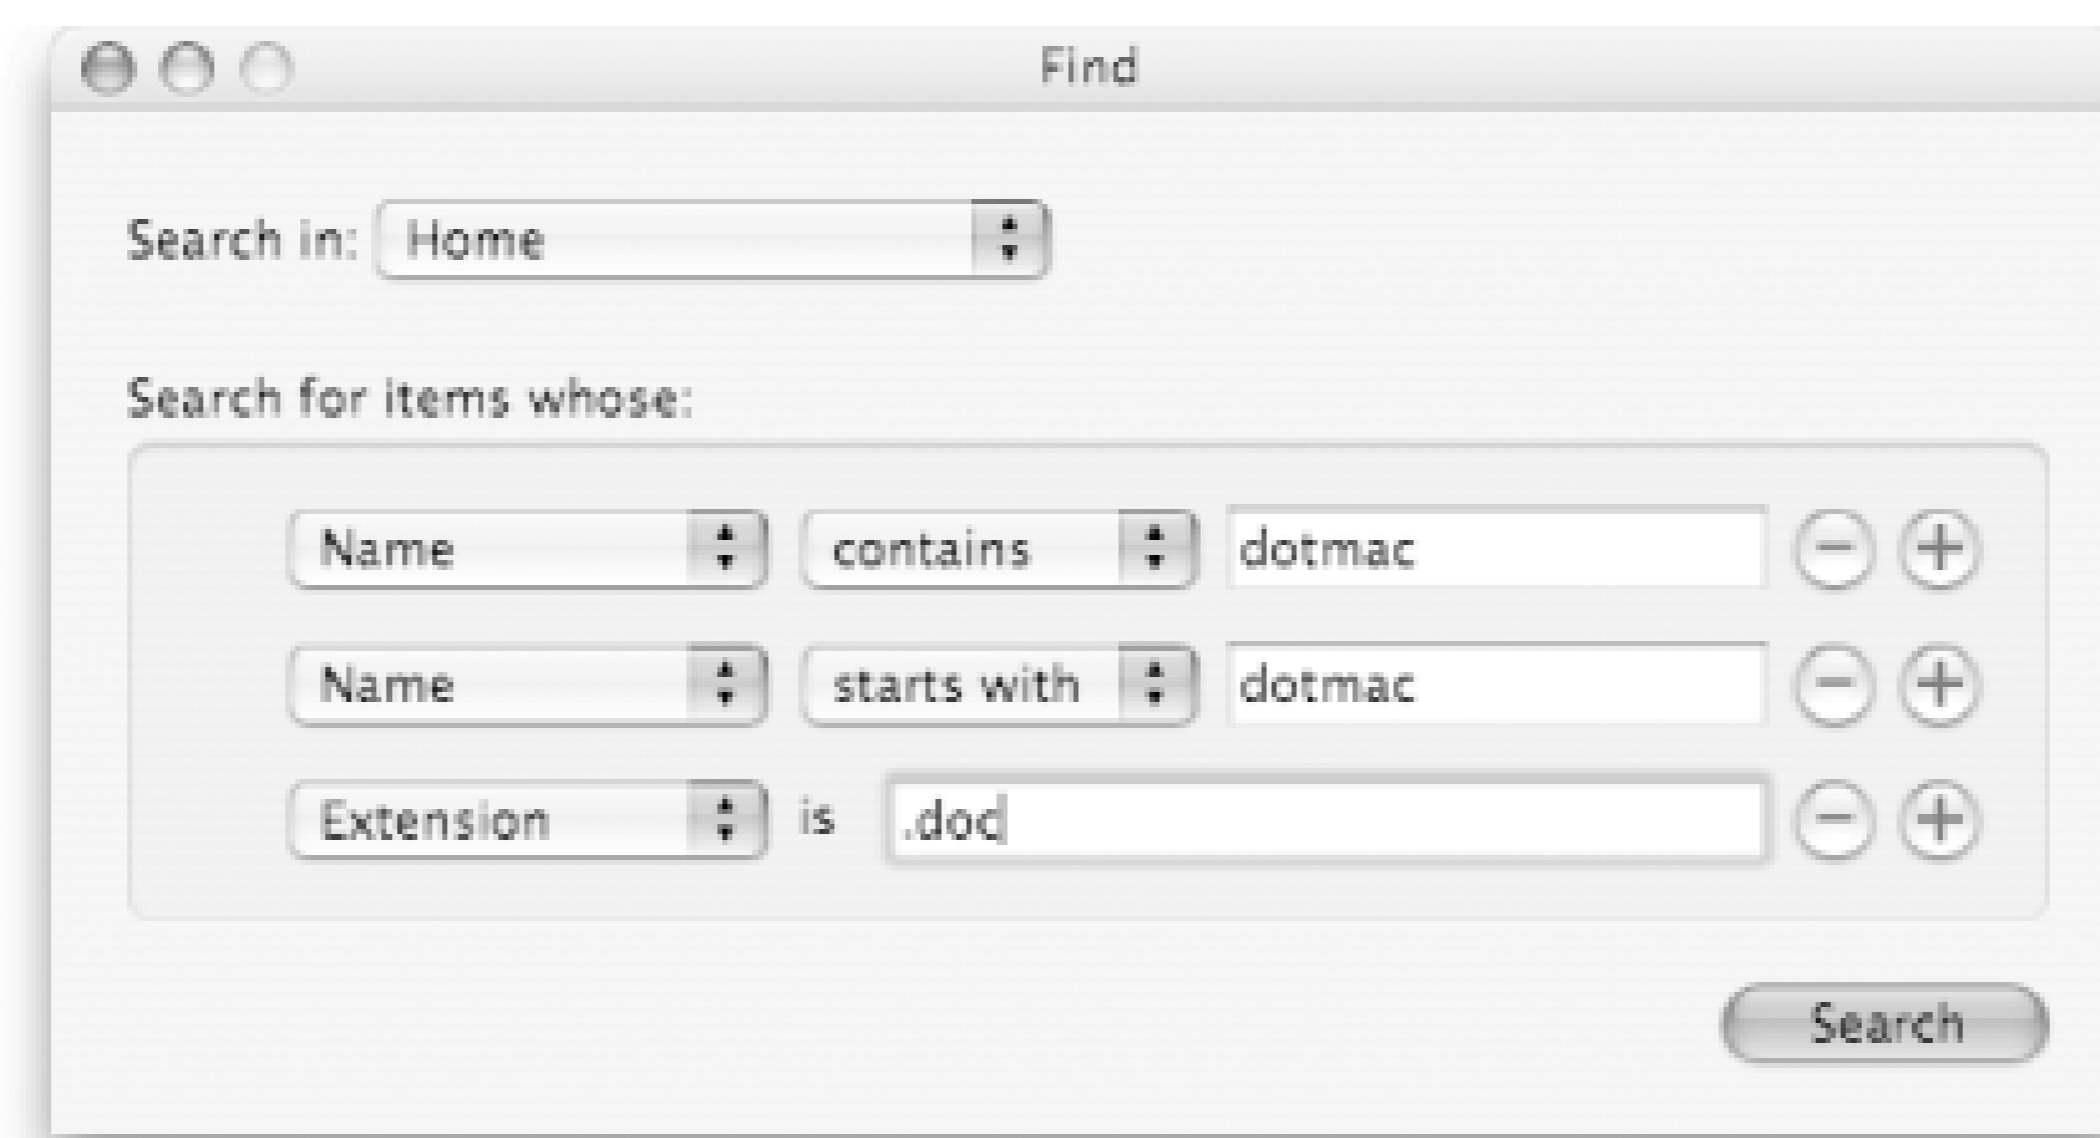 Find
Search in: Home
Search for items whose:
Name contains dotmac
Name starts with dotmac
Extension is .doc
Search